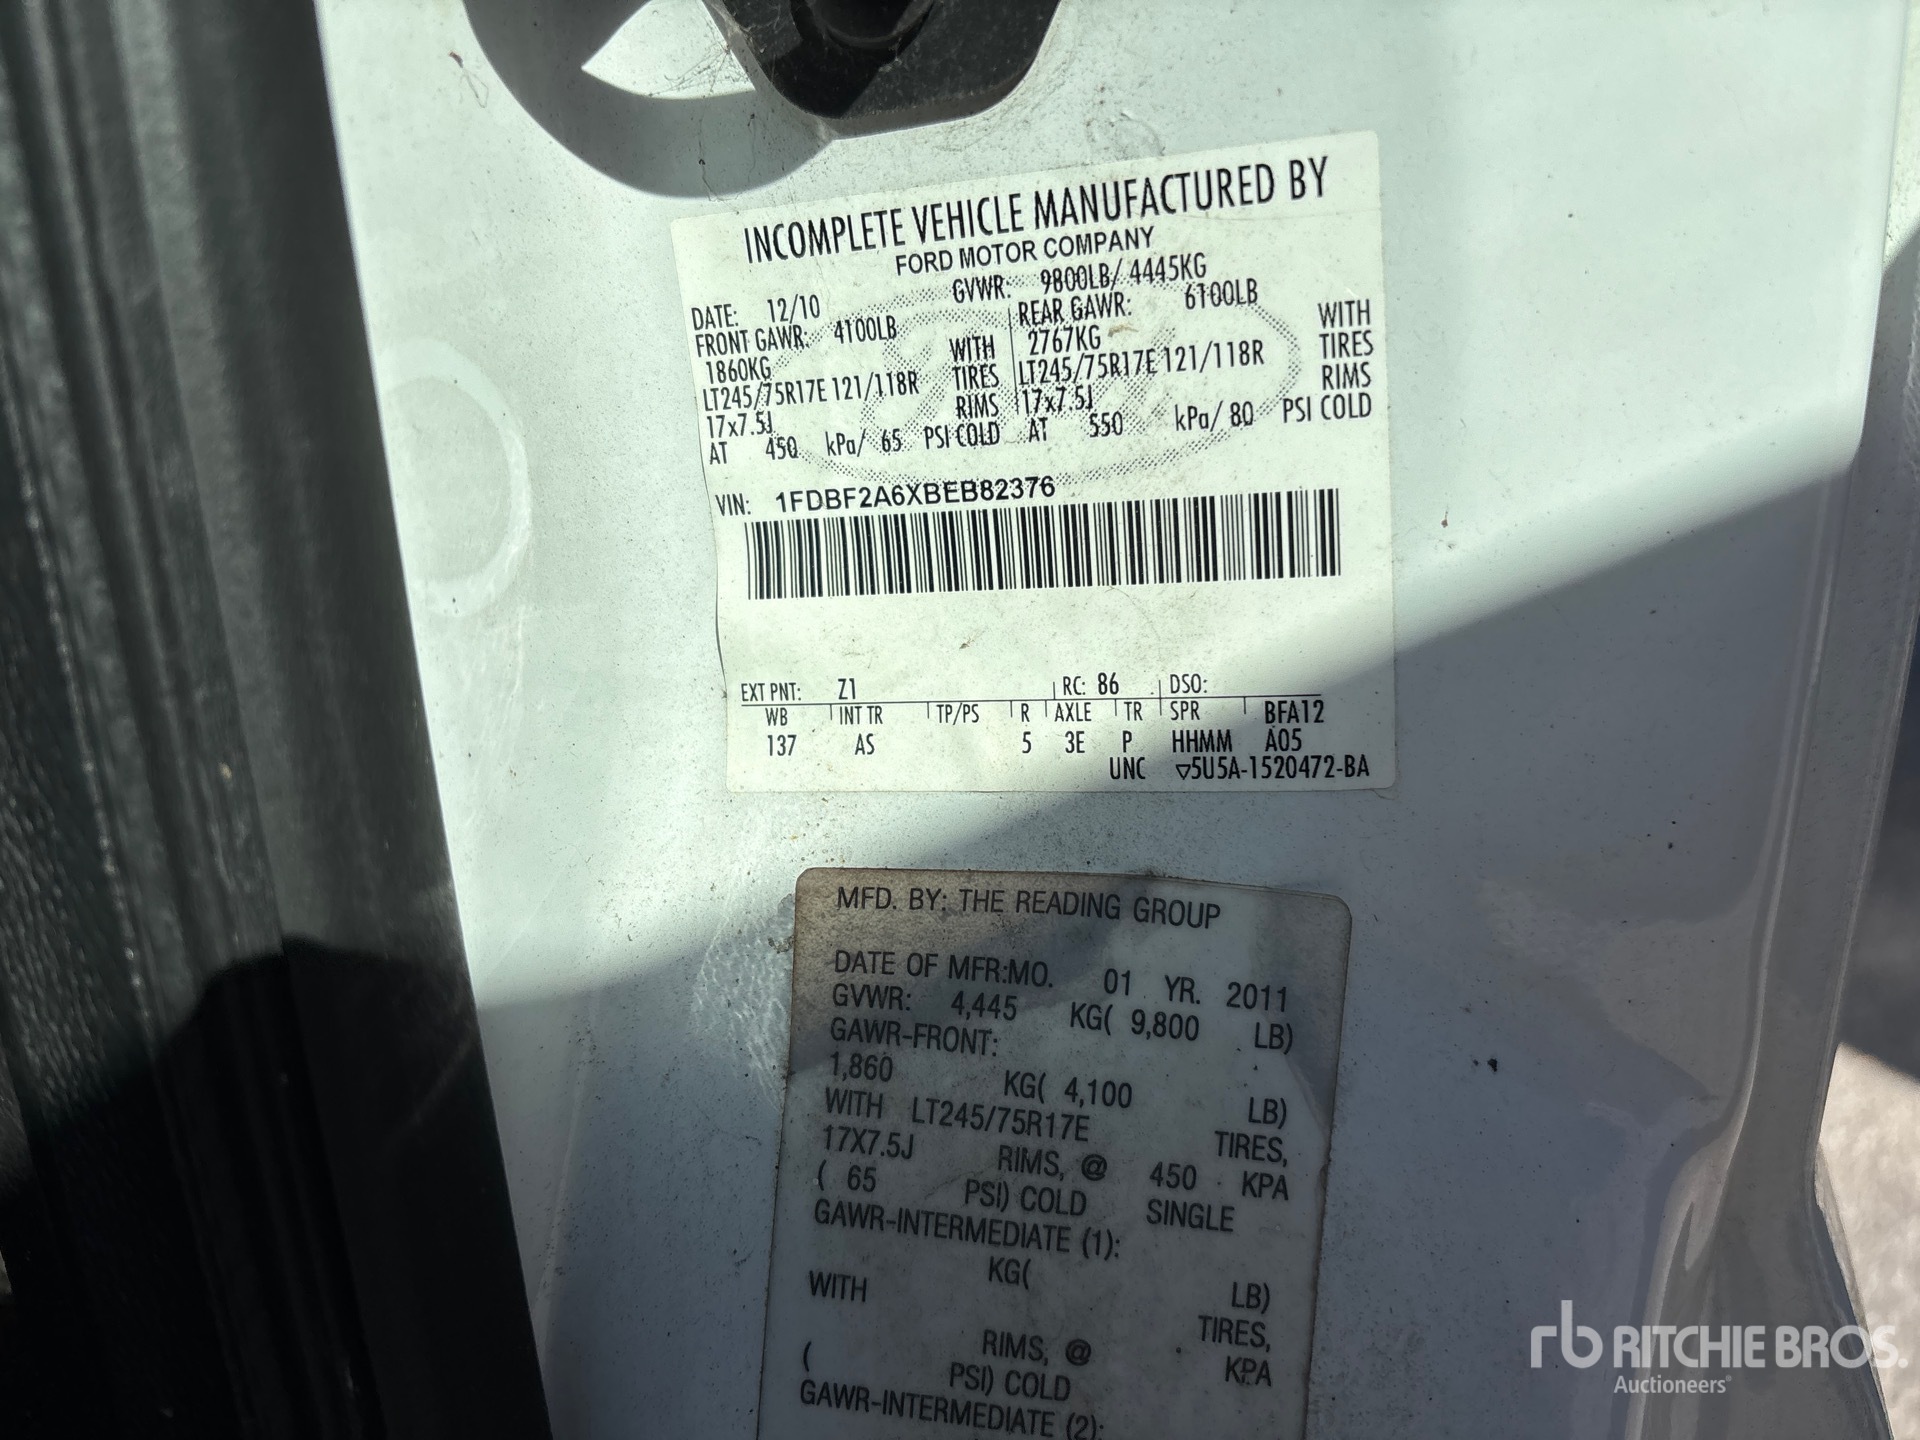 INCOMPLETE VEHICLE MANUFACTURED BY
FORD MOTOR COMPANY
DATE: 12/10 GVWR: 9800LB/ 4445KG
FRONT GAWR: 4100LB REAR GAWR: 6100LB
1860KG WITH 2767KG WITH
LT245/75R17E 121/118R TIRES LT245/75R17E 121/118R TIRES
17x7.5J RIMS 17x7.5J RIMS
AT 450 kPa/ 65 PSI COLD AT 550 kPa/ 80 PSI COLD
VIN: 1FDBF2A6XBEB82376
EXT PNT: Z1 RC: 86 DSO:
WB INT TR TP/PS R AXLE TR SPR BFA12
137 AS 5 3E P HHMM A05
UNC ▽5U5A-1520472-BA
MFD. BY: THE READING GROUP
DATE OF MFR:MO. 01 YR. 2011
GVWR: 4,445 KG( 9,800 LB)
GAWR-FRONT:
1,860 KG( 4,100 LB)
WITH LT245/75R17E TIRES,
17X7.5J RIMS, @ 450 KPA
( 65 PSI) COLD SINGLE
GAWR-INTERMEDIATE (1):
KG( LB)
WITH TIRES,
RIMS, @ KPA
( PSI) COLD
GAWR-INTERMEDIATE (2):
rb RITCHIE BROS.
Auctioneers